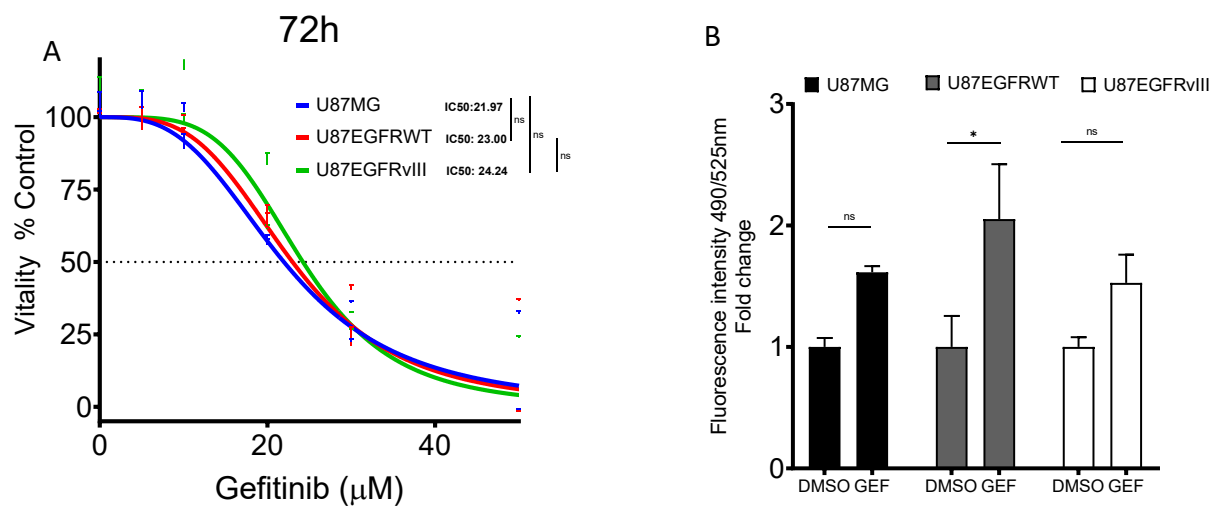 A
72h
Vitality % Control
100
75
50
25
0
0
20
40
Gefitinib (μM)
U87MG
IC50:21.97
U87EGFRWT
IC50: 23.00
U87EGFRvIII
IC50: 24.24
ns
ns
ns
B
U87MG
U87EGFRWT
U87EGFRvIII
Fluorescence intensity 490/525nm
Fold change
3
2
1
0
ns
*
ns
DMSO GEF
DMSO GEF
DMSO GEF